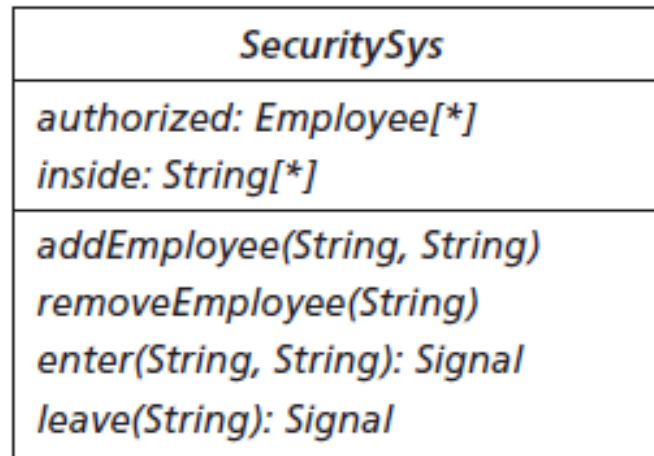 SecuritySys
authorized: Employee[*]
inside: String[*]
addEmployee(String, String)
removeEmployee(String)
enter(String, String): Signal
leave(String): Signal